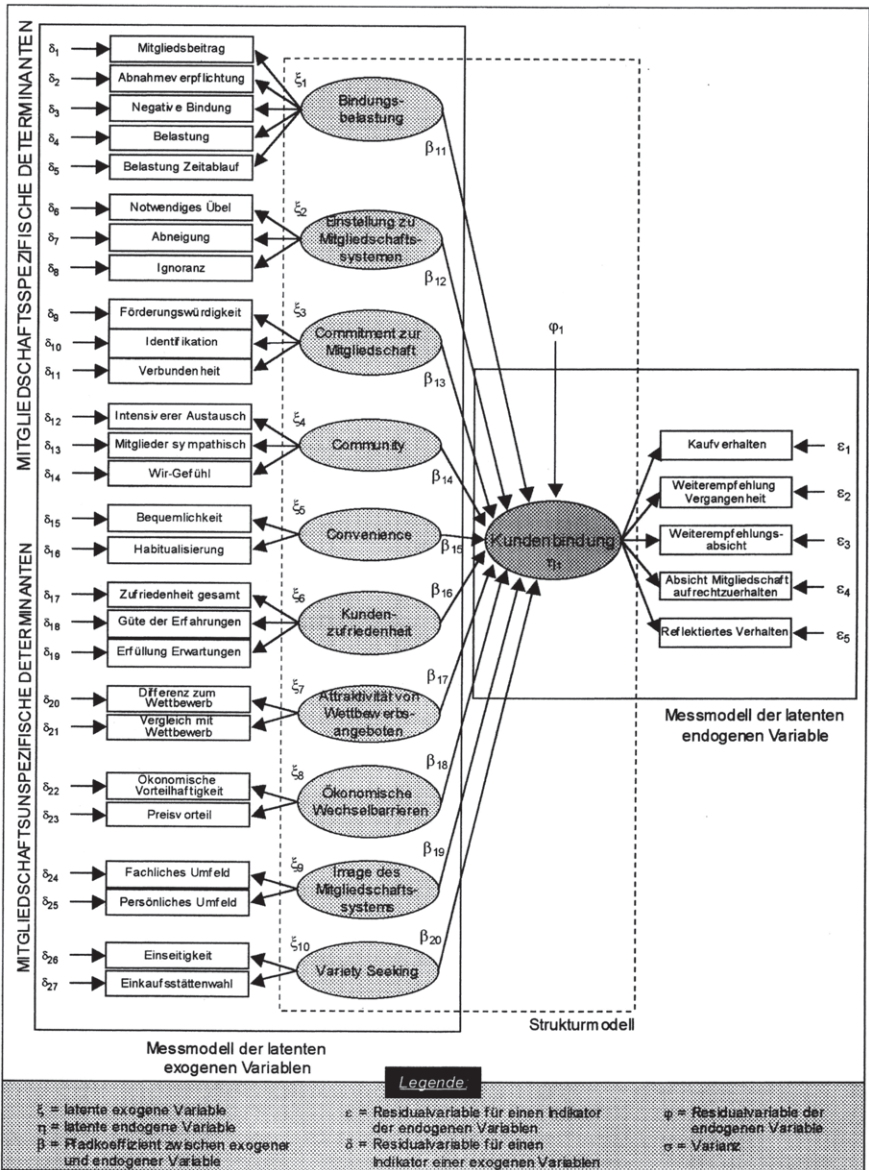 MITGLIEDSCHAFTSSPEZIFISCHE DETERMINANTEN
δ1 Mitgliedsbeitrag
δ2 Abnahmeverpflichtung
δ3 Negative Bindung
δ4 Belastung
δ5 Belastung Zeitablauf
ξ1
Bindungs-
belastung
β11
δ6 Notwendiges Übel
δ7 Abneigung
δ8 Ignoranz
ξ2
Einstellung zu
Mitgliedschafts-
systemen
β12
δ9 Förderungswürdigkeit
δ10 Identifikation
δ11 Verbundenheit
ξ3
Commitment zur
Mitgliedschaft
β13
δ12 Intensiverer Austausch
δ13 Mitglieder sympathisch
δ14 Wir-Gefühl
ξ4
Community
β14
MITGLIEDSCHAFTSUNSPEZIFISCHE DETERMINANTEN
δ15 Bequemlichkeit
δ16 Habitualisierung
ξ5
Convenience
β15
δ17 Zufriedenheit gesamt
δ18 Güte der Erfahrungen
δ19 Erfüllung Erwartungen
ξ6
Kunden-
zufriedenheit
β16
δ20 Differenz zum
Wettbewerb
δ21 Vergleich mit
Wettbewerb
ξ7
Attraktivität von
Wettbewerbs-
angeboten
β17
δ22 Ökonomische
Vorteilhaftigkeit
δ23 Preisvorteil
ξ8
Ökonomische
Wechselbarrieren
β18
δ24 Fachliches Umfeld
δ25 Persönliches Umfeld
ξ9
Image des
Mitgliedschafts-
systems
β19
δ26 Einseitigkeit
δ27 Einkaufsstättenwahl
ξ10
Variety Seeking
β20
φ1
Kundenbindung
η1
Kaufverhalten ε1
Weiterempfehlung
Vergangenheit ε2
Weiterempfehlungs-
absicht ε3
Absicht Mitgliedschaft
aufrechtzuerhalten ε4
Reflektiertes Verhalten ε5
Messmodell der latenten
endogenen Variable
Strukturmodell
Messmodell der latenten
exogenen Variablen
Legende:
ξ = latente exogene Variable
η = latente endogene Variable
β = Pfadkoeffizient zwischen exogener
und endogener Variable
ε = Residualvariable für einen Indikator
der endogenen Variablen
δ = Residualvariable für einen
Indikator einer exogenen Variablen
φ = Residualvariable der
endogenen Variable
σ = Varianz